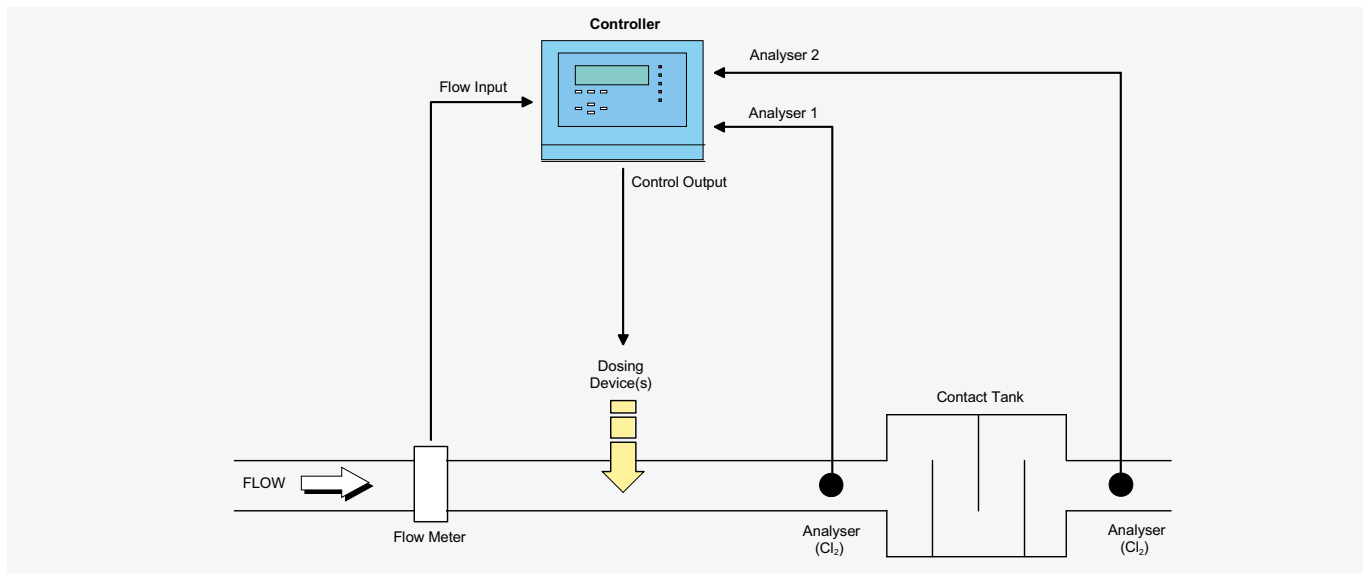 Controller
Analyser 2
Flow Input
Analyser 1
Control Output
Dosing
Device(s)
Contact Tank
FLOW
Flow Meter
Analyser
(Cl₂)
Analyser
(Cl₂)